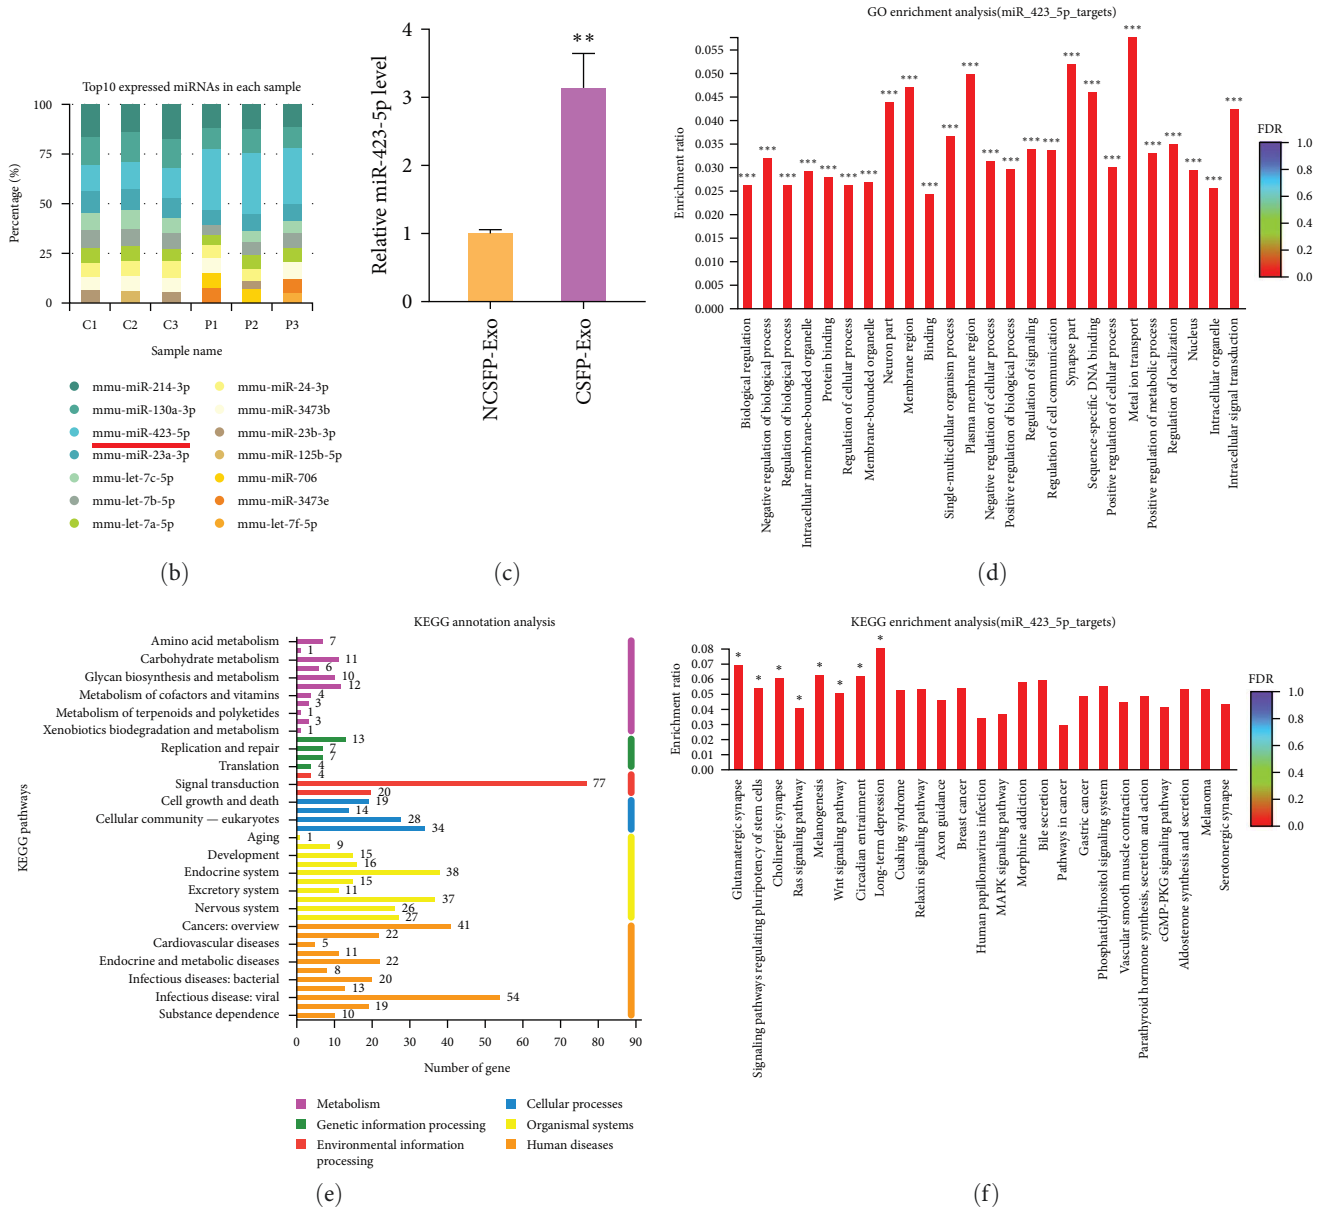 Top10 expressed miRNAs in each sample
Percentage (%)
100
75
50
25
0
C1 C2 C3 P1 P2 P3
Sample name
mmu-miR-214-3p
mmu-miR-130a-3p
mmu-miR-423-5p
mmu-miR-23a-3p
mmu-let-7c-5p
mmu-let-7b-5p
mmu-let-7a-5p
mmu-miR-24-3p
mmu-miR-3473b
mmu-miR-23b-3p
mmu-miR-125b-5p
mmu-miR-706
mmu-miR-3473e
mmu-let-7f-5p
(b)
Relative miR-423-5p level
4
3
2
1
0
**
NCSFP-Exo
CSFP-Exo
(c)
GO enrichment analysis(miR_423_5p_targets)
Enrichment ratio
0.055
0.050
0.045
0.040
0.035
0.030
0.025
0.020
0.015
0.010
0.005
0.000
*** *** *** *** *** *** *** *** *** *** *** *** *** *** *** *** *** *** *** *** *** *** *** *** ***
Biological regulation
Negative regulation of biological process
Regulation of biological process
Intracellular membrane-bounded organelle
Protein binding
Regulation of cellular process
Membrane-bounded organelle
Neuron part
Membrane region
Binding
Single-multicellular organism process
Plasma membrane region
Negative regulation of cellular process
Positive regulation of biological process
Regulation of signaling
Regulation of cell communication
Synapse part
Sequence-specific DNA binding
Positive regulation of cellular process
Metal ion transport
Positive regulation of metabolic process
Regulation of localization
Nucleus
Intracellular organelle
Intracellular signal transduction
FDR
1.0
0.8
0.6
0.4
0.2
0.0
(d)
KEGG annotation analysis
KEGG pathways
Amino acid metabolism 7
1
Carbohydrate metabolism 11
6
Glycan biosynthesis and metabolism 10
12
Metabolism of cofactors and vitamins 4
3
Metabolism of terpenoids and polyketides 1
3
Xenobiotics biodegradation and metabolism 1
13
Replication and repair 7
7
Translation 4
4
Signal transduction 77
20
Cell growth and death 19
14
Cellular community — eukaryotes 28
34
Aging 1
9
Development 15
16
Endocrine system 38
15
Excretory system 11
37
Nervous system 26
27
Cancers: overview 41
22
Cardiovascular diseases 5
11
Endocrine and metabolic diseases 22
8
Infectious diseases: bacterial 20
13
Infectious disease: viral 54
19
Substance dependence 10
0 10 20 30 40 50 60 70 80 90
Number of gene
Metabolism
Genetic information processing
Environmental information
processing
Cellular processes
Organismal systems
Human diseases
(e)
KEGG enrichment analysis(miR_423_5p_targets)
Enrichment ratio
0.08
0.07
0.06
0.05
0.04
0.03
0.02
0.01
0.00
* * * * * * * *
Glutamatergic synapse
Signaling pathways regulating pluripotency of stem cells
Cholinergic synapse
Ras signaling pathway
Melanogenesis
Wnt signaling pathway
Circadian entrainment
Long-term depression
Cushing syndrome
Relaxin signaling pathway
Axon guidance
Breast cancer
Human papillomavirus infection
MAPK signaling pathway
Morphine addiction
Bile secretion
Pathways in cancer
Gastric cancer
Phosphatidylinositol signaling system
Vascular smooth muscle contraction
Parathyroid hormone synthesis, secretion and action
cGMP-PKG signaling pathway
Aldosterone synthesis and secretion
Melanoma
Serotonergic synapse
FDR
1.0
0.8
0.6
0.4
0.2
0.0
(f)